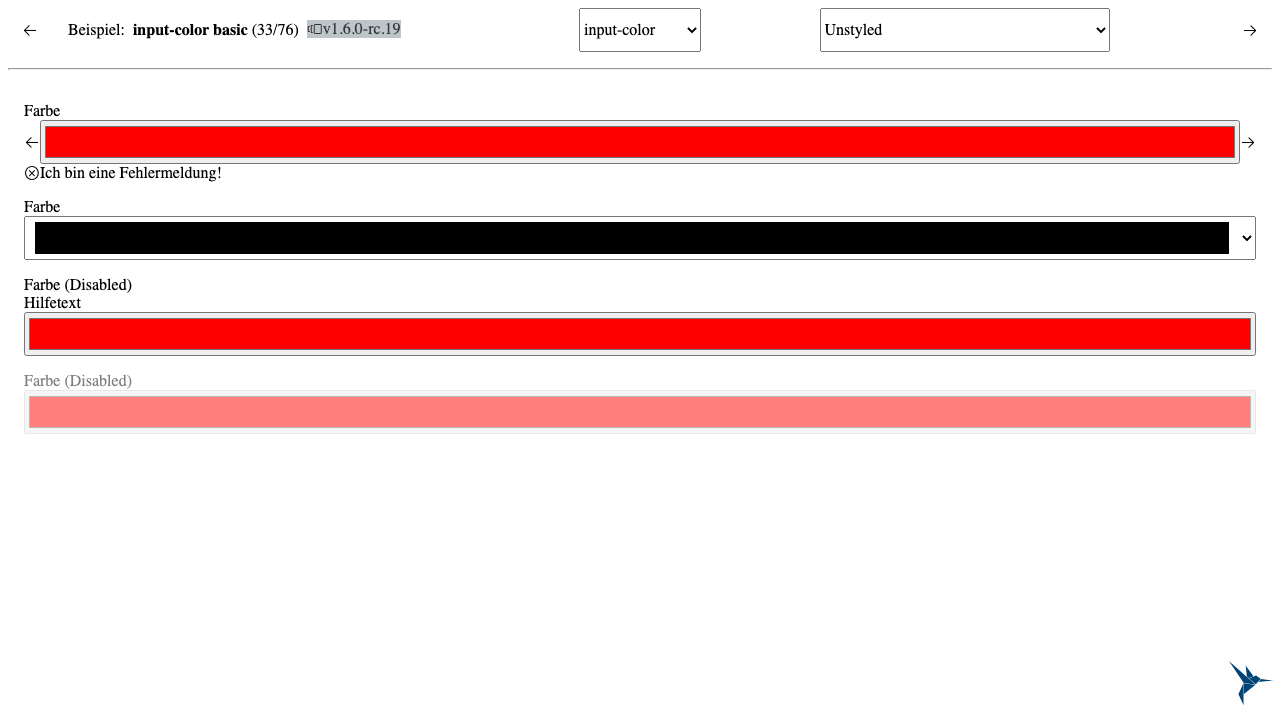 Beispiel: input-color basic (33/76) v1.6.0-rc.19 input-color Unstyled
Farbe
Ich bin eine Fehlermeldung!
Farbe
Farbe (Disabled)
Hilfetext
Farbe (Disabled)